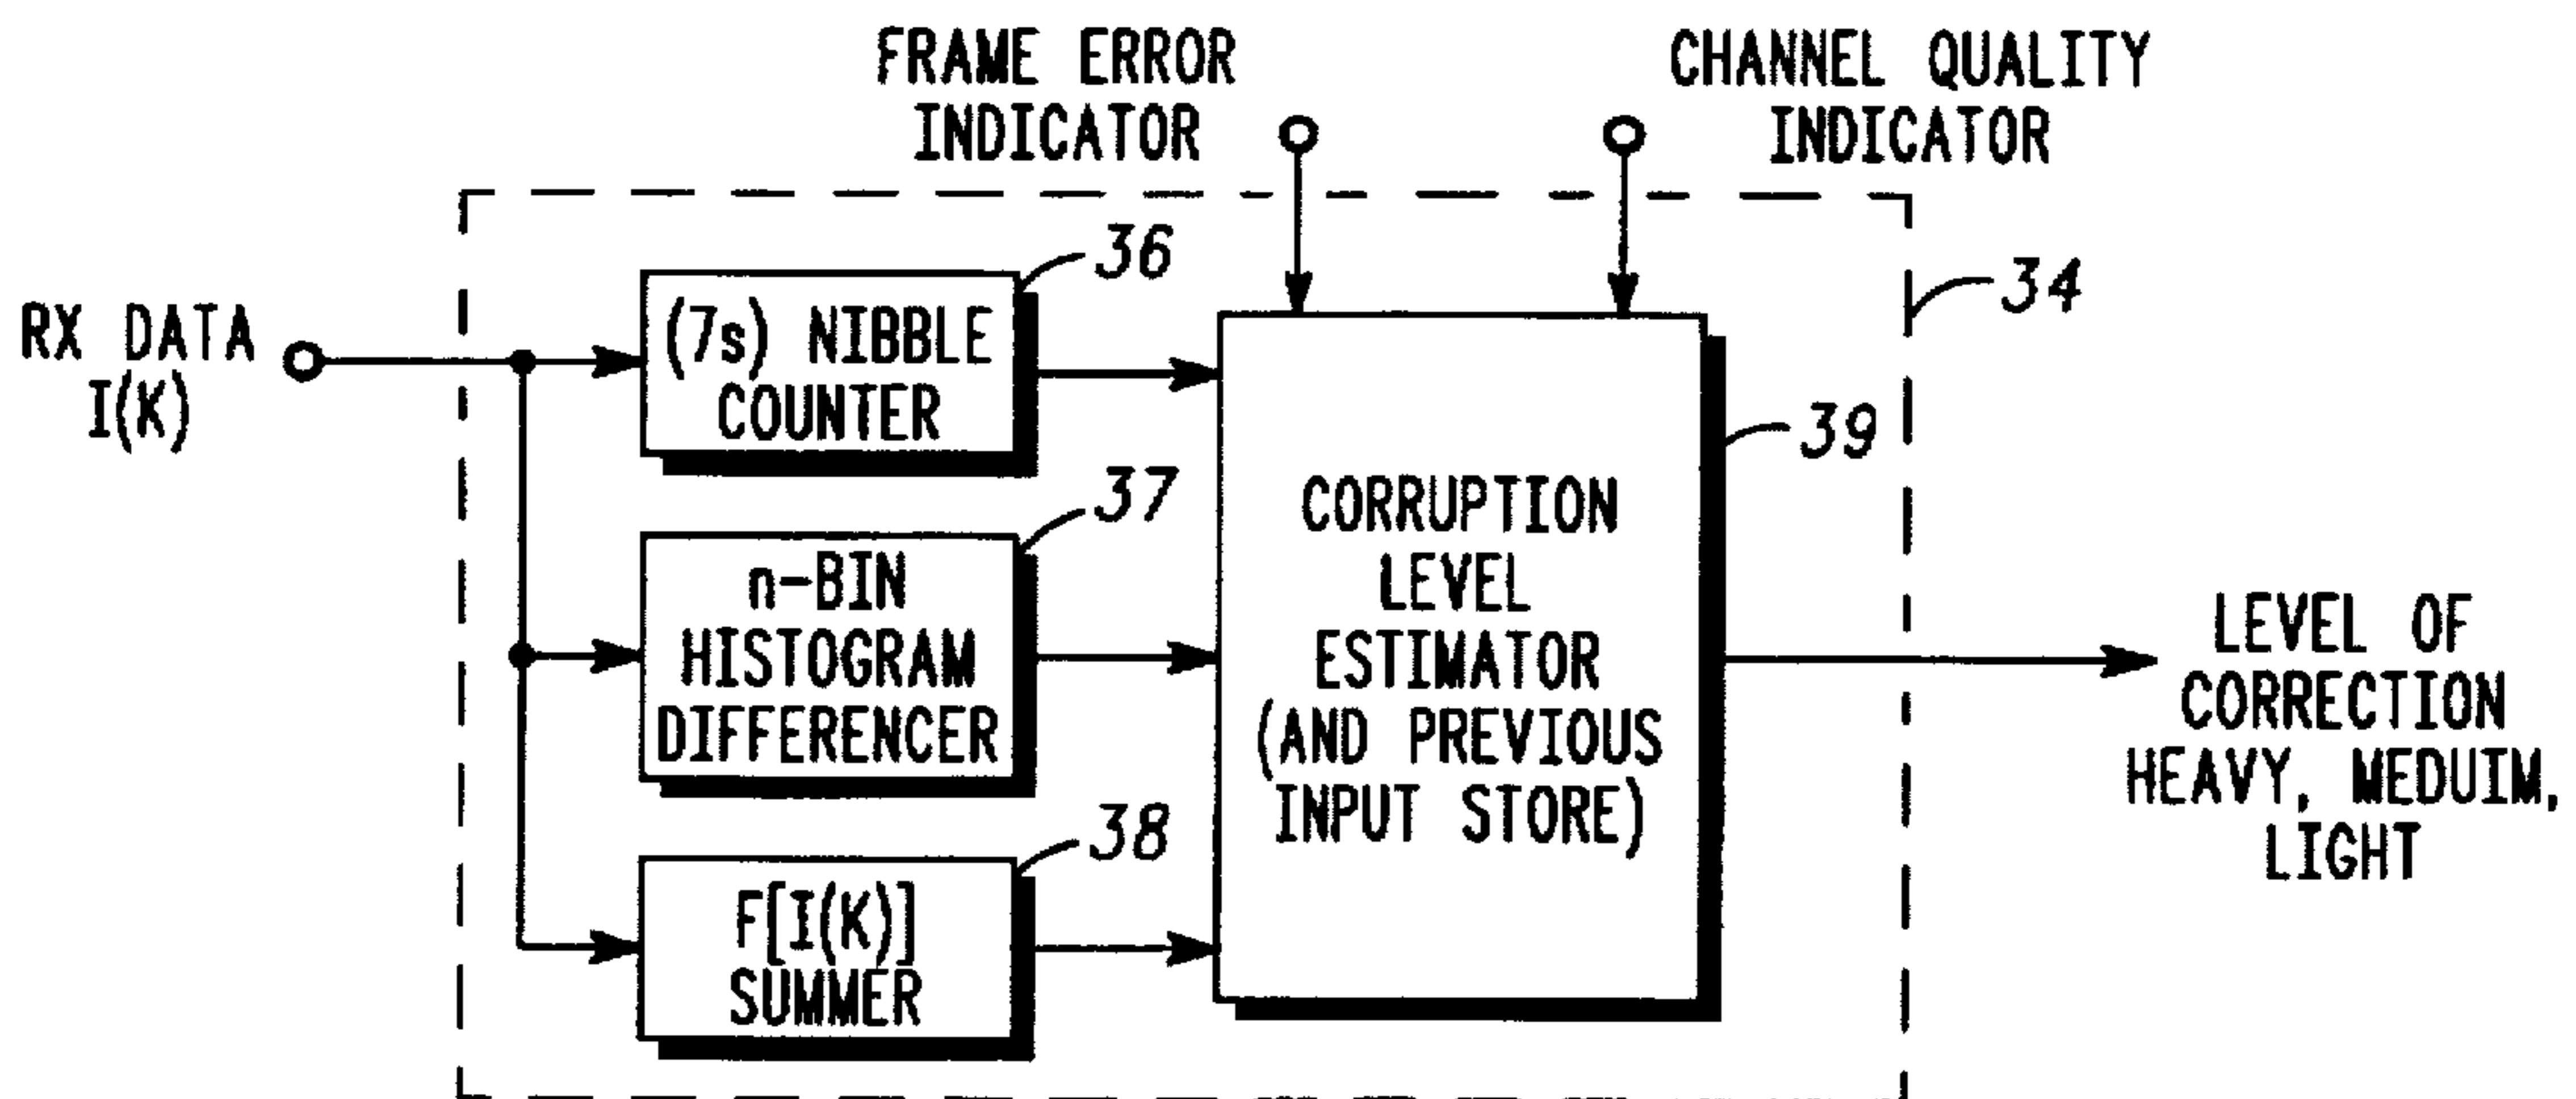 FRAME ERROR
INDICATOR
CHANNEL QUALITY
INDICATOR
RX DATA
I(K)
(7s) NIBBLE
COUNTER
36
n-BIN
HISTOGRAM
DIFFERENCER
37
F[I(K)]
SUMMER
38
CORRUPTION
LEVEL
ESTIMATOR
(AND PREVIOUS
INPUT STORE)
39
34
LEVEL OF
CORRECTION
HEAVY, MEDUIM,
LIGHT